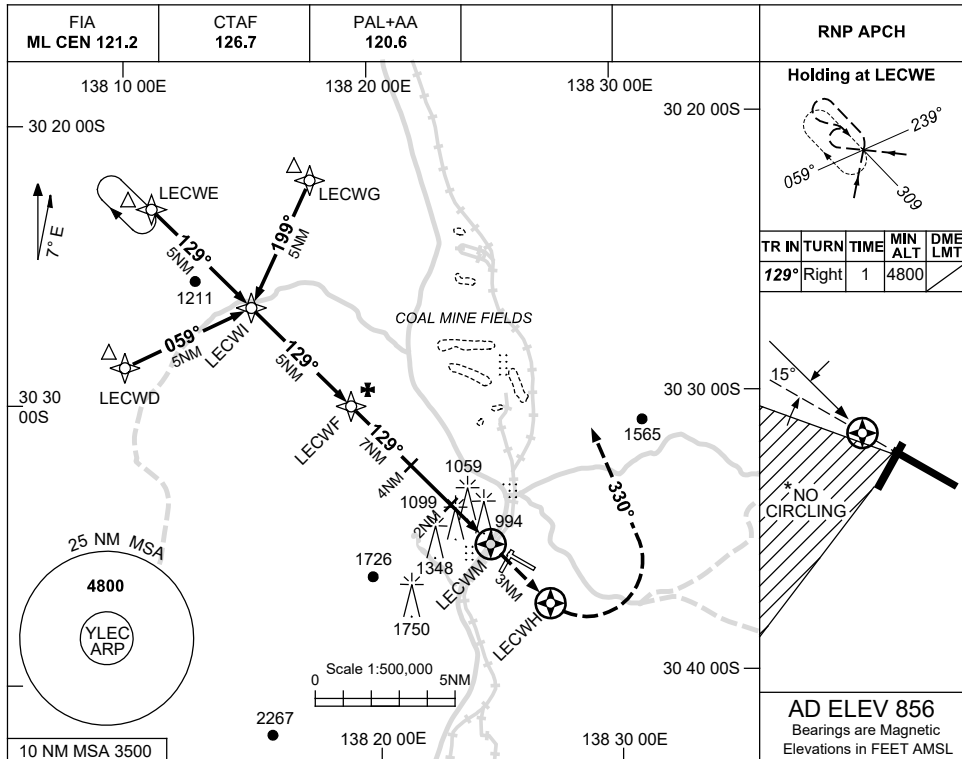 FIA
ML CEN 121.2
CTAF
126.7
PAL+AA
120.6
RNP APCH
138 10 00E
138 20 00E
138 30 00E
30 20 00S
30 20 00S
7° E
LECWE
LECWG
129°
5NM
199°
5NM
1211
LECWI
059°
5NM
LECWD
129°
5NM
COAL MINE FIELDS
30 30
00S
30 30 00S
LECWF
129°
7NM
4NM
1565
330°
1059
1099
2NM
994
1726
1348
LECWM
3NM
1750
LECWH
25 NM MSA
4800
YLEC
ARP
Scale 1:500,000
0
5NM
30 40 00S
2267
10 NM MSA 3500
138 20 00E
138 30 00E
Holding at LECWE
239°
059°
309
TR IN TURN TIME MIN ALT DME LMT
129° Right 1 4800
15°
*NO
CIRCLING
AD ELEV 856
Bearings are Magnetic
Elevations in FEET AMSL